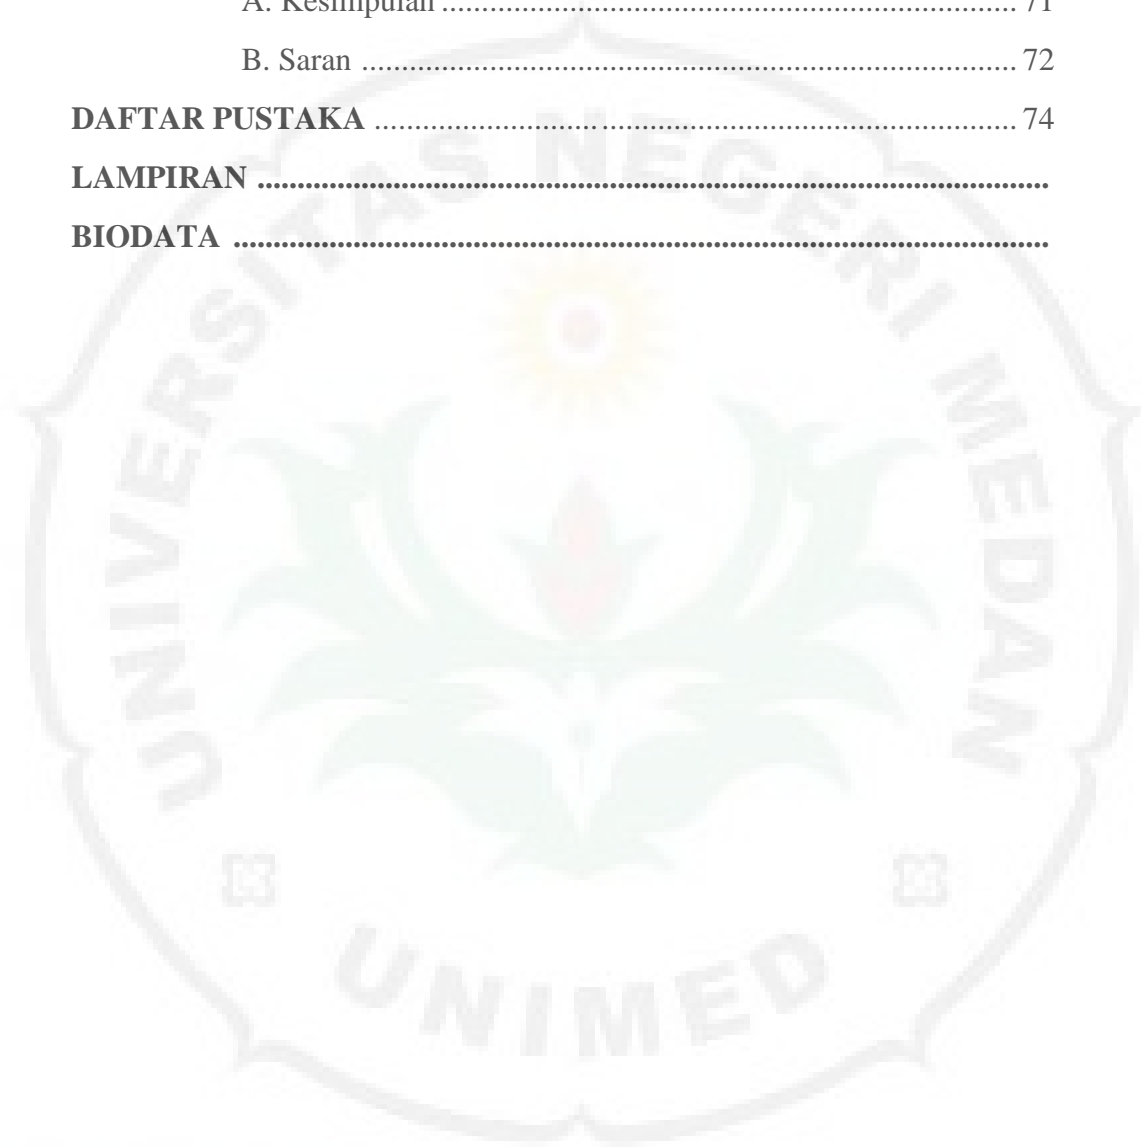 A. Kesimpulan ........................................................................ 71
B. Saran .................................................................................. 72
DAFTAR PUSTAKA ................................................................................ 74
LAMPIRAN ...................................................................................................
BIODATA ......................................................................................................
UNIVERSITAS NEGERI MEDAN
UNIMED